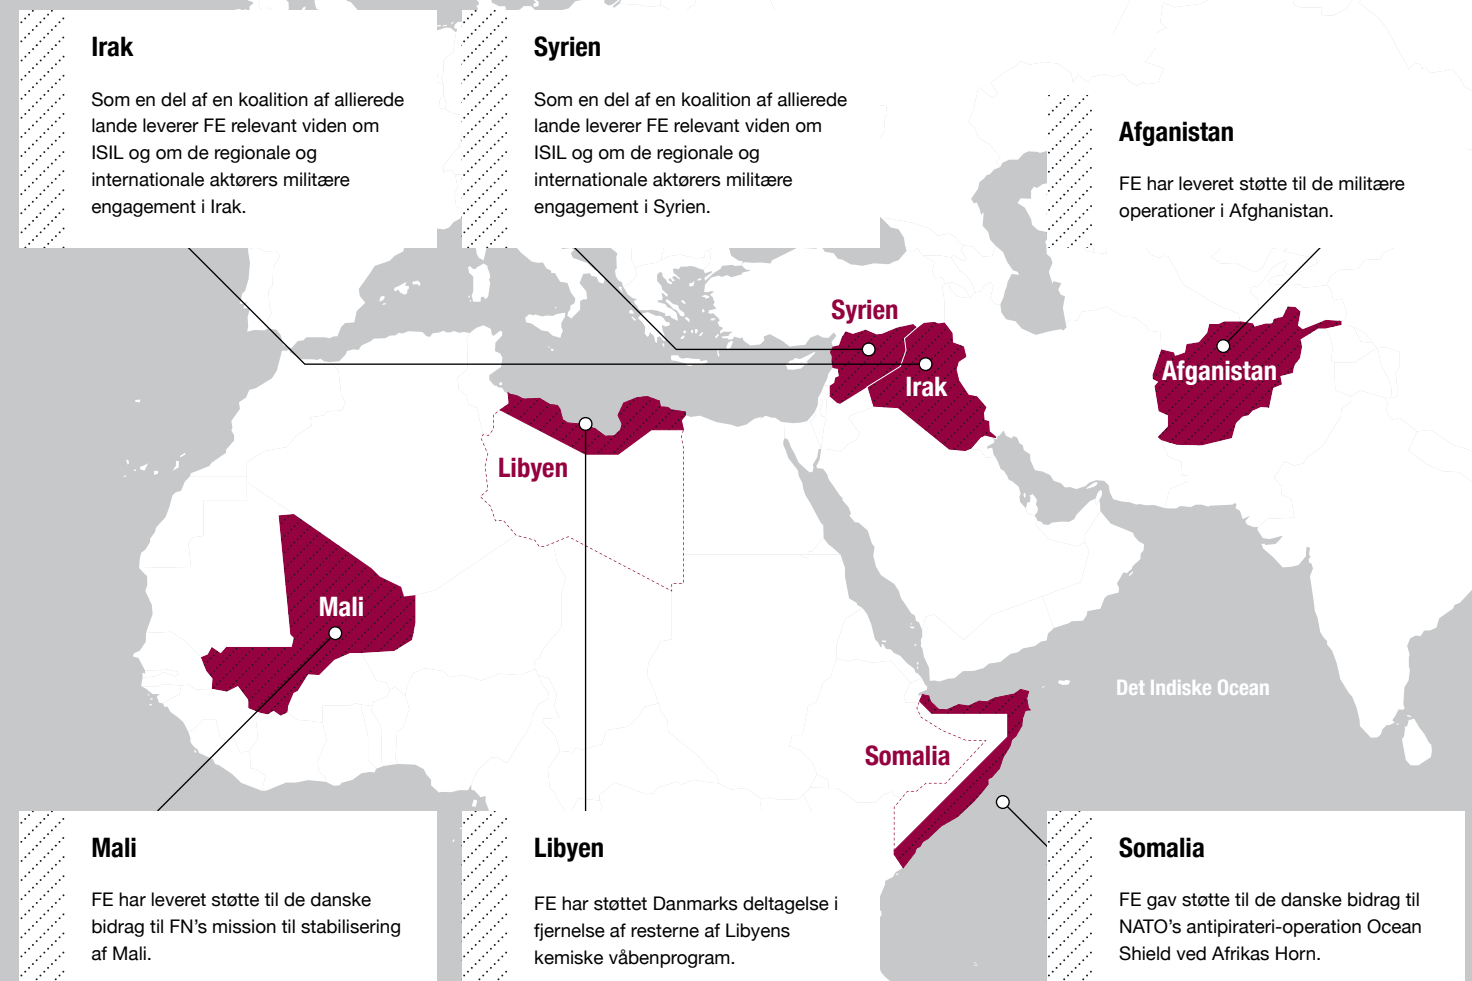 Irak
Som en del af en koalition af allierede
lande leverer FE relevant viden om
ISIL og om de regionale og
internationale aktørers militære
engagement i Irak.
Syrien
Som en del af en koalition af allierede
lande leverer FE relevant viden om
ISIL og om de regionale og
internationale aktørers militære
engagement i Syrien.
Afganistan
FE har leveret støtte til de militære
operationer i Afghanistan.
Syrien
Irak
Afganistan
Libyen
Mali
Det Indiske Ocean
Somalia
Mali
FE har leveret støtte til de danske
bidrag til FN’s mission til stabilisering
af Mali.
Libyen
FE har støttet Danmarks deltagelse i
fjernelse af resterne af Libyens
kemiske våbenprogram.
Somalia
FE gav støtte til de danske bidrag til
NATO’s antipirateri-operation Ocean
Shield ved Afrikas Horn.